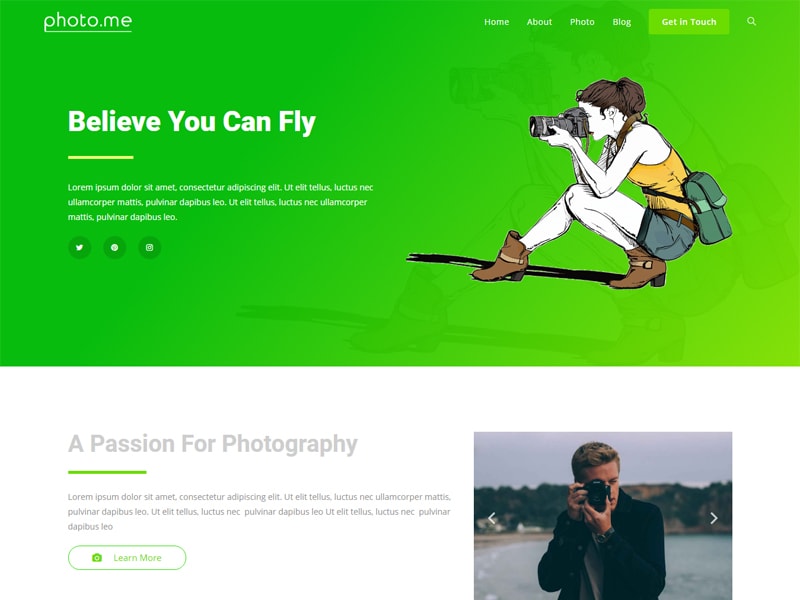 photo.me
Home About Photo Blog Get in Touch
Believe You Can Fly
Lorem ipsum dolor sit amet, consectetur adipiscing elit. Ut elit tellus, luctus nec
ullamcorper mattis, pulvinar dapibus leo. Ut elit tellus, luctus nec ullamcorper
mattis, pulvinar dapibus leo.
A Passion For Photography
Lorem ipsum dolor sit amet, consectetur adipiscing elit. Ut elit tellus, luctus nec ullamcorper mattis,
pulvinar dapibus leo. Ut elit tellus, luctus nec pulvinar dapibus leo Ut elit tellus, luctus nec pulvinar
dapibus leo
Learn More